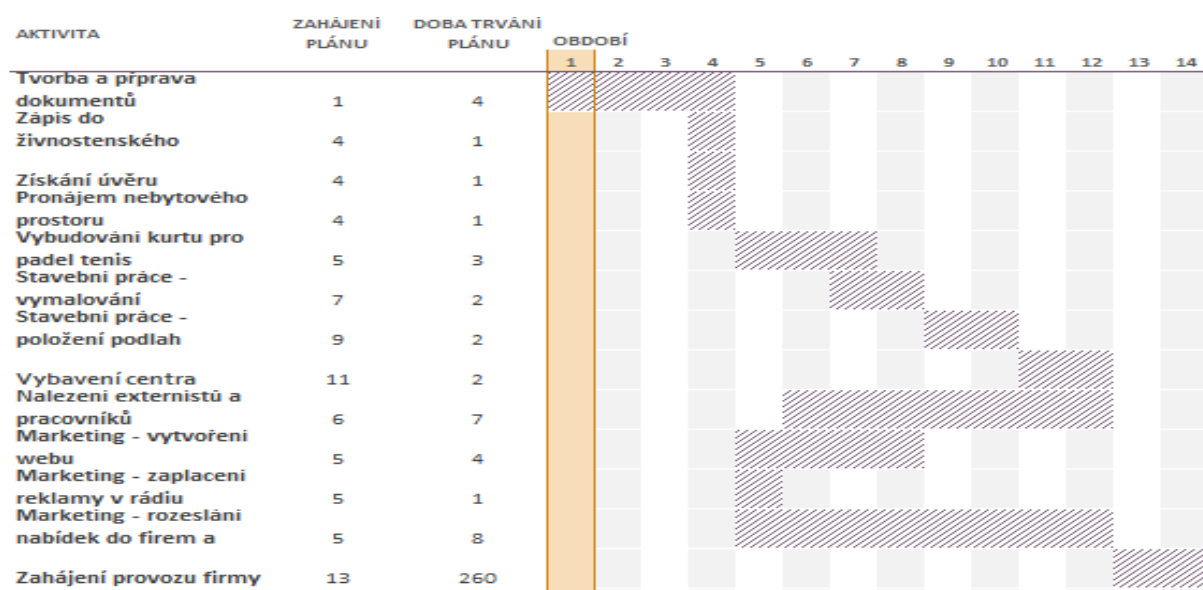 AKTIVITA ZAHÁJENÍ PLÁNU DOBA TRVÁNÍ PLÁNU OBDOBÍ
1 2 3 4 5 6 7 8 9 10 11 12 13 14
Tvorba a přprava
dokumentů 1 4
Zápis do
živnostenského 4 1
Získání úvěru 4 1
Pronájem nebytového
prostoru 4 1
Vybudování kurtu pro
padel tenis 5 3
Stavební práce -
vymalování 7 2
Stavební práce -
položení podlah 9 2
Vybavení centra 11 2
Nalezení externistů a
pracovníků 6 7
Marketing - vytvoření
webu 5 4
Marketing - zaplacení
reklamy v rádiu 5 1
Marketing - rozeslání
nabídek do firem a 5 8
Zahájení provozu firmy 13 260